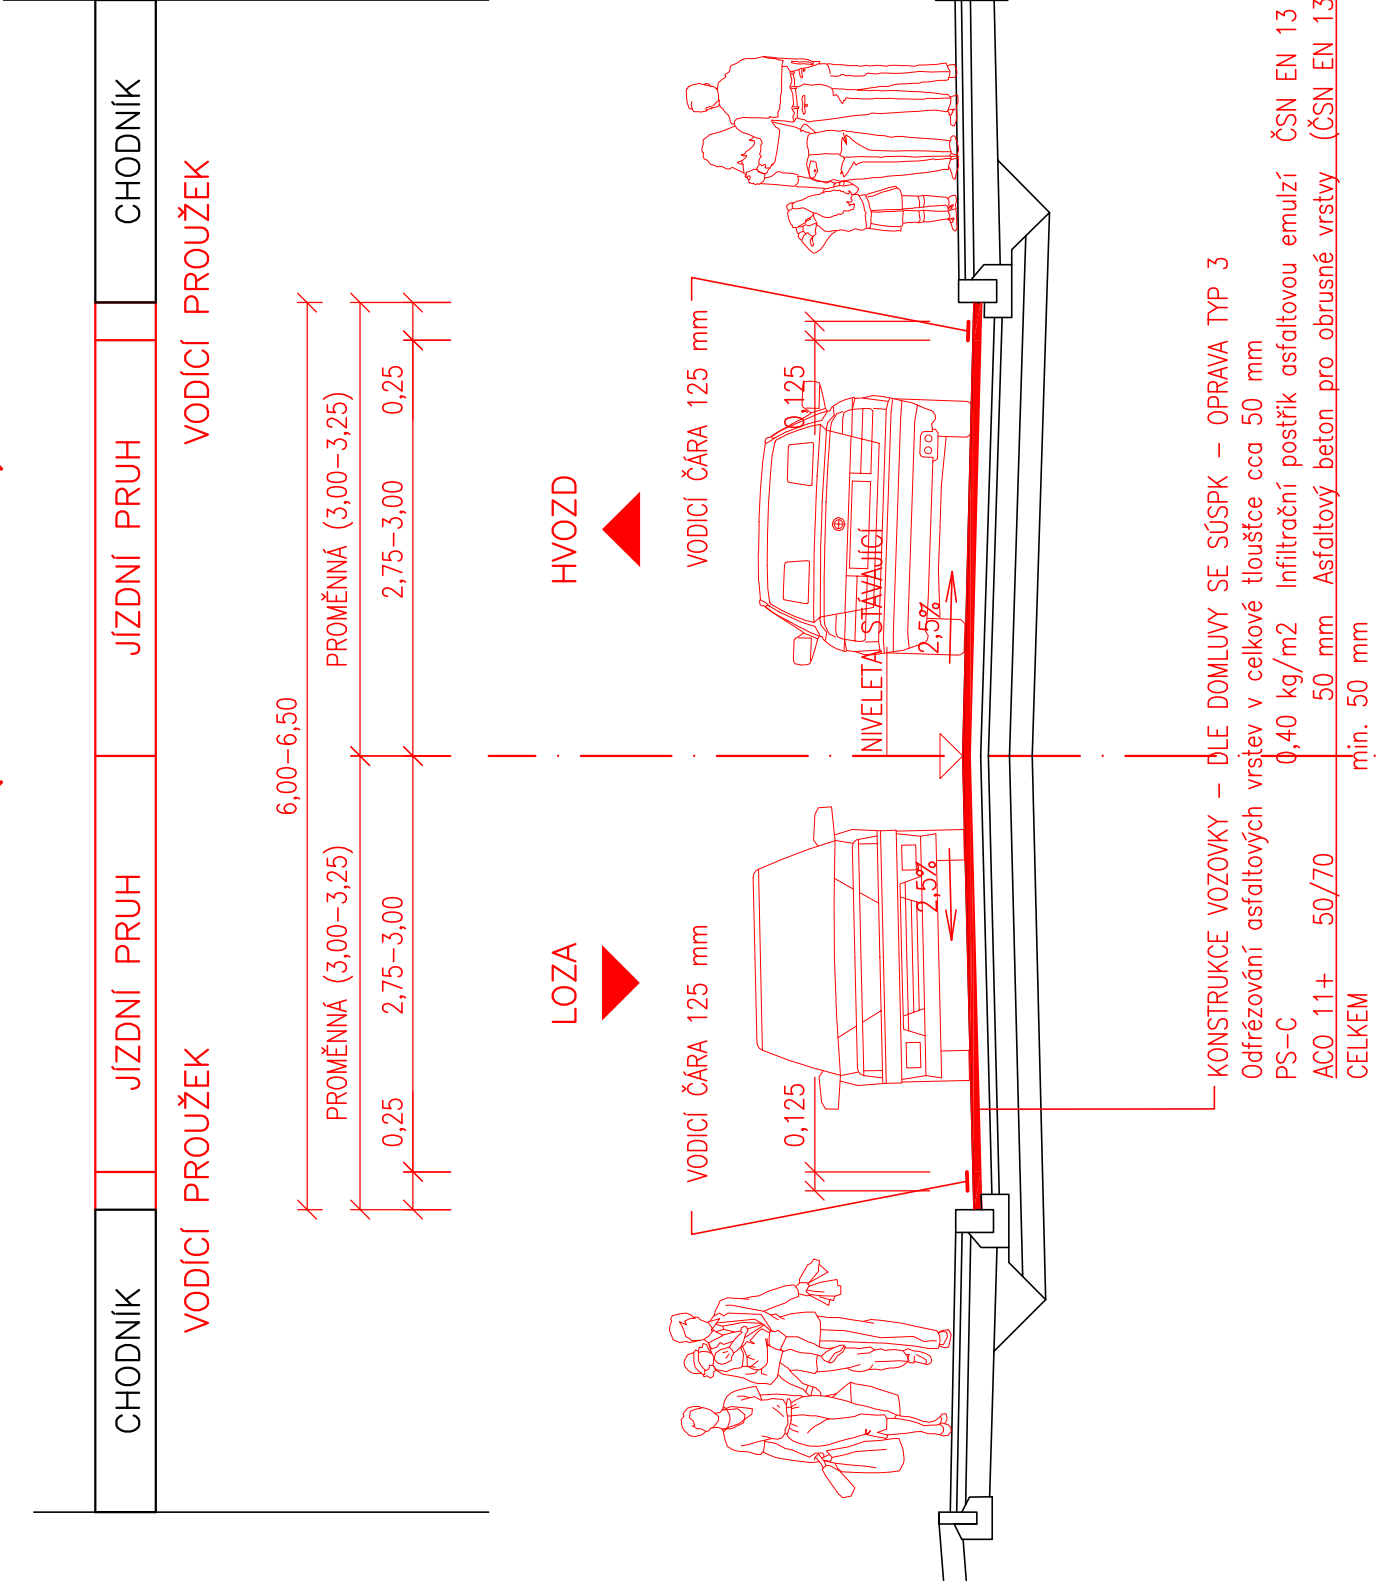 CHODNÍK
JÍZDNÍ PRUH
JÍZDNÍ PRUH
CHODNÍK
VODÍCÍ PROUŽEK
VODÍCÍ PROUŽEK
6,00–6,50
PROMĚNNÁ (3,00–3,25)
PROMĚNNÁ (3,00–3,25)
0,25
2,75–3,00
2,75–3,00
0,25
LOZA
HVOZD
VODICÍ ČÁRA 125 mm
VODICÍ ČÁRA 125 mm
0,125
0,125
NIVELETA STÁVAJÍCÍ
2,5%
2,5%
KONSTRUKCE VOZOVKY – DLE DOMLUVY SE SÚSPK – OPRAVA TYP 3
Odfrézování asfaltových vrstev v celkové tloušťce cca 50 mm
PS–C 0,40 kg/m2 Infiltrační postřik asfaltovou emulzí ČSN EN 13
ACO 11+ 50/70 50 mm Asfaltový beton pro obrusné vrstvy (ČSN EN 13
CELKEM min. 50 mm